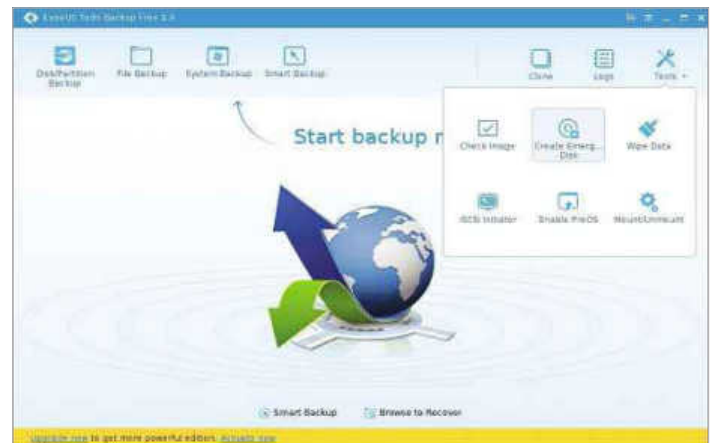 EaseUS Todo Backup Free 8.6
Disk/Partition
Backup
File Backup
System Backup
Smart Backup
Clone
Logs
Tools
Start backup
Check Image
Create Emerg...
Disk
Wipe Data
iSCSI Initiator
Enable PreOS
Mount/Unmount
Smart Backup
Browse to Recover
Upgrade now to get more powerful edition. Activate now